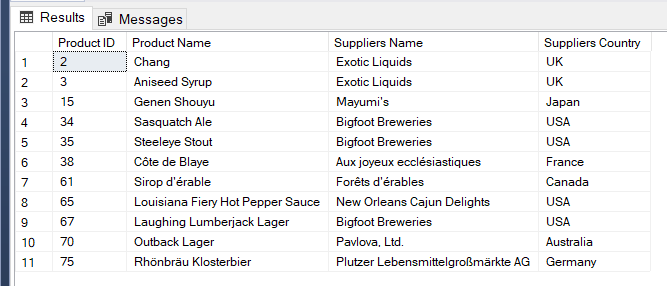 Results Messages
Product ID Product Name Suppliers Name Suppliers Country
1 2 Chang Exotic Liquids UK
2 3 Aniseed Syrup Exotic Liquids UK
3 15 Genen Shouyu Mayumi's Japan
4 34 Sasquatch Ale Bigfoot Breweries USA
5 35 Steeleye Stout Bigfoot Breweries USA
6 38 Côte de Blaye Aux joyeux ecclésiastiques France
7 61 Sirop d'érable Forêts d'érables Canada
8 65 Louisiana Fiery Hot Pepper Sauce New Orleans Cajun Delights USA
9 67 Laughing Lumberjack Lager Bigfoot Breweries USA
10 70 Outback Lager Pavlova, Ltd. Australia
11 75 Rhönbräu Klosterbier Plutzer Lebensmittelgroßmärkte AG Germany